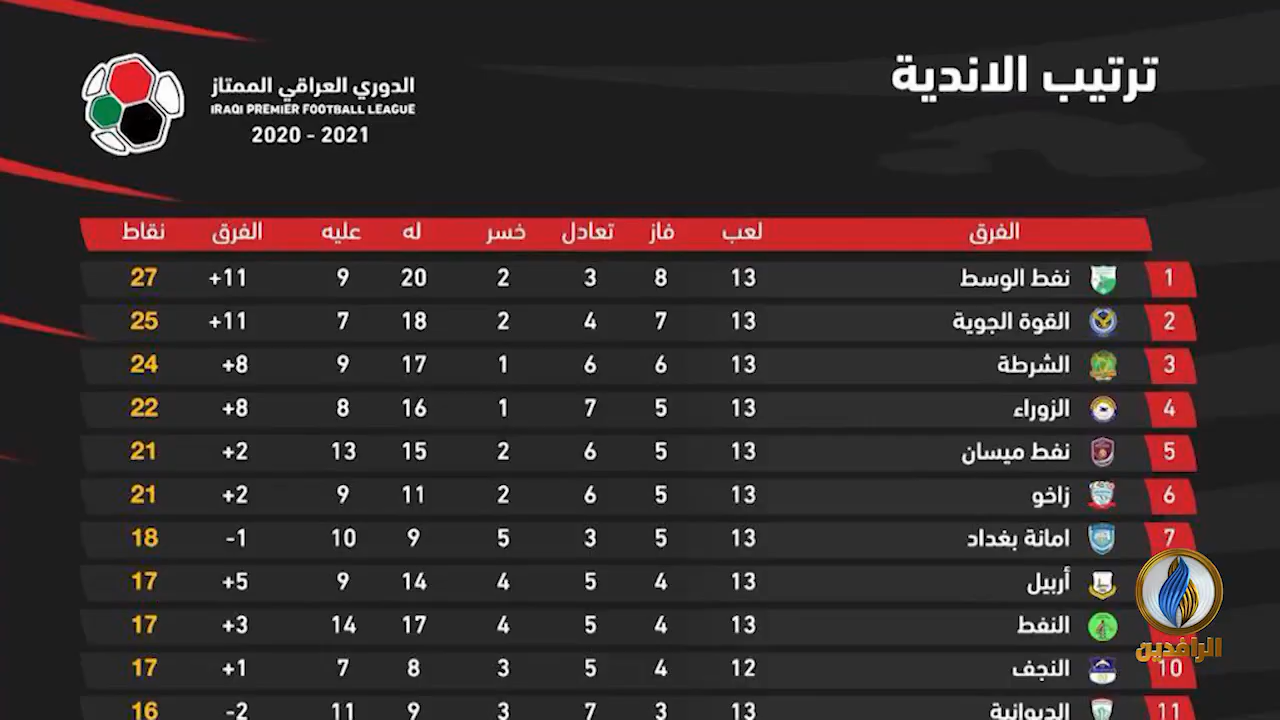 ترتيب الاندية
الدوري العراقي الممتاز
IRAQI PREMIER FOOTBALL LEAGUE
2020 - 2021
الفرق لعب فاز تعادل خسر له عليه الفرق نقاط
1 نفط الوسط 13 8 3 2 20 9 +11 27
2 القوة الجوية 13 7 4 2 18 7 +11 25
3 الشرطة 13 6 6 1 17 9 +8 24
4 الزوراء 13 5 7 1 16 8 +8 22
5 نفط ميسان 13 5 6 2 15 13 +2 21
6 زاخو 13 5 6 2 11 9 +2 21
7 امانة بغداد 13 5 3 5 9 10 -1 18
أربيل 13 4 5 4 14 9 +5 17
النفط 13 4 5 4 17 14 +3 17
10 النجف 12 4 5 3 8 7 +1 17
11 الديوانية 13 3 7 3 9 11 -2 16
الرافدين